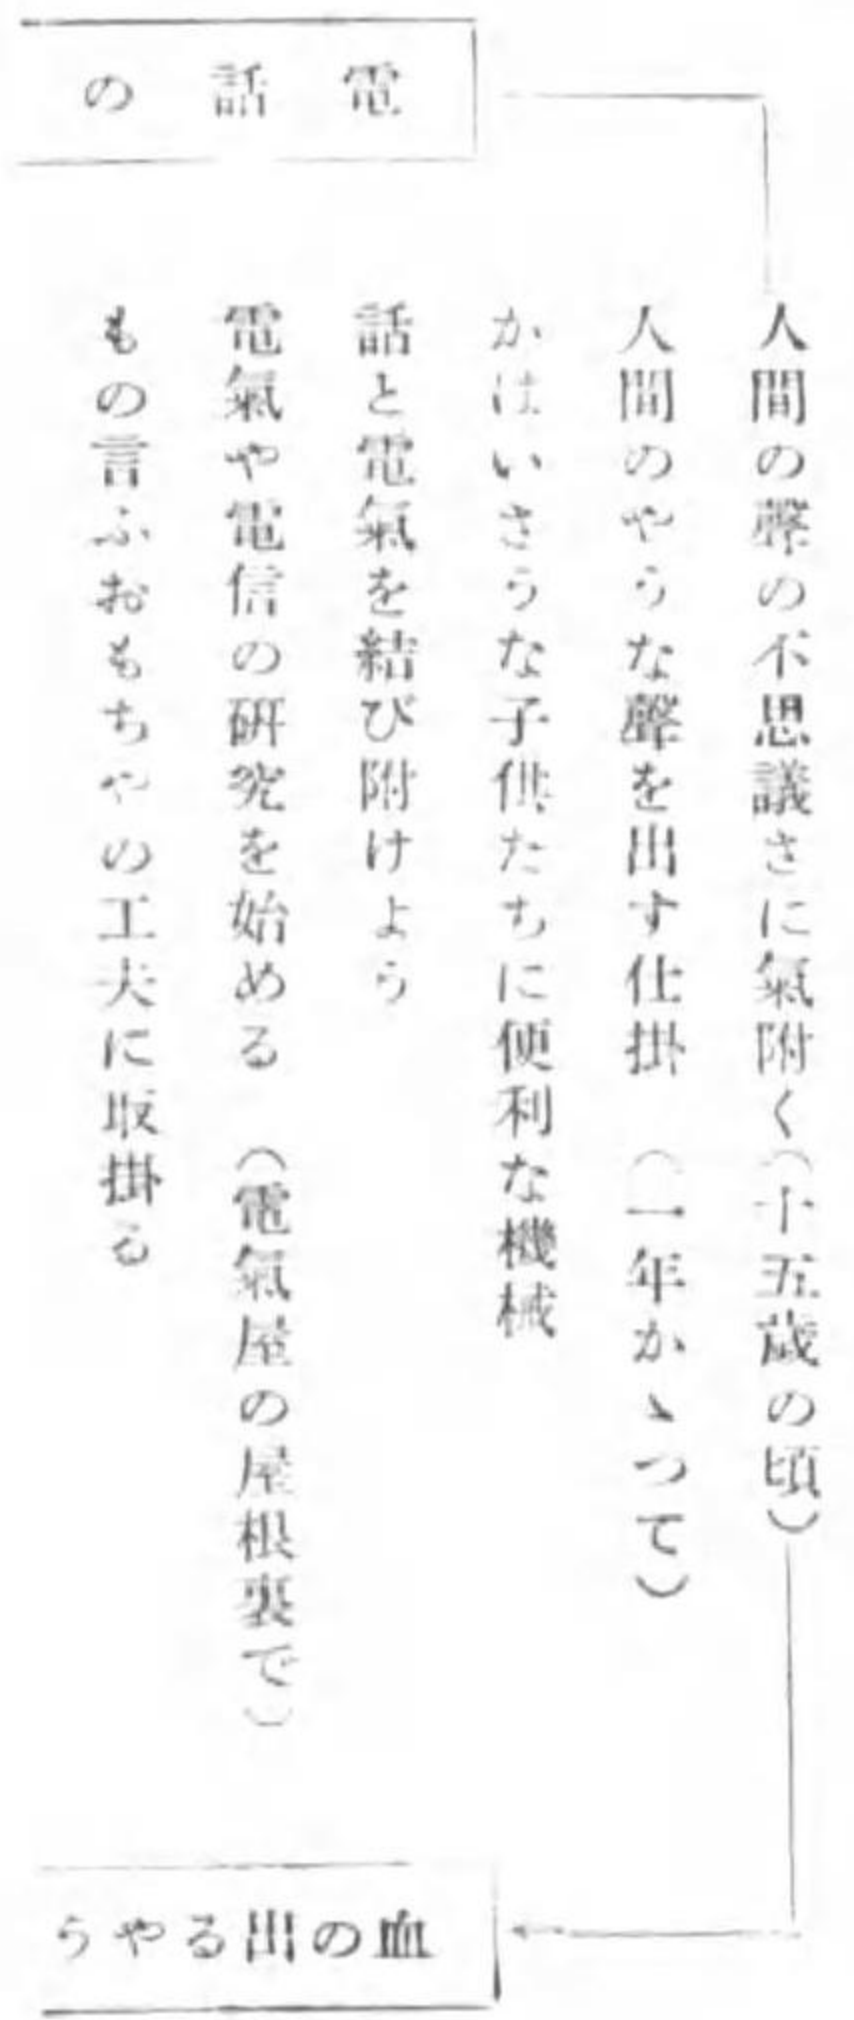 電話の
人間の聲の不思議さに氣附く(十五歳の頃)
人間のやうな聲を出す仕掛 (一年かゝつて)
かはいさうな子供たちに便利な機械
話と電氣を結び附けよう
電氣や電信の研究を始める (電氣屋の屋根裏で)
もの言ふおもちやの工夫に取掛る
血の出るやう